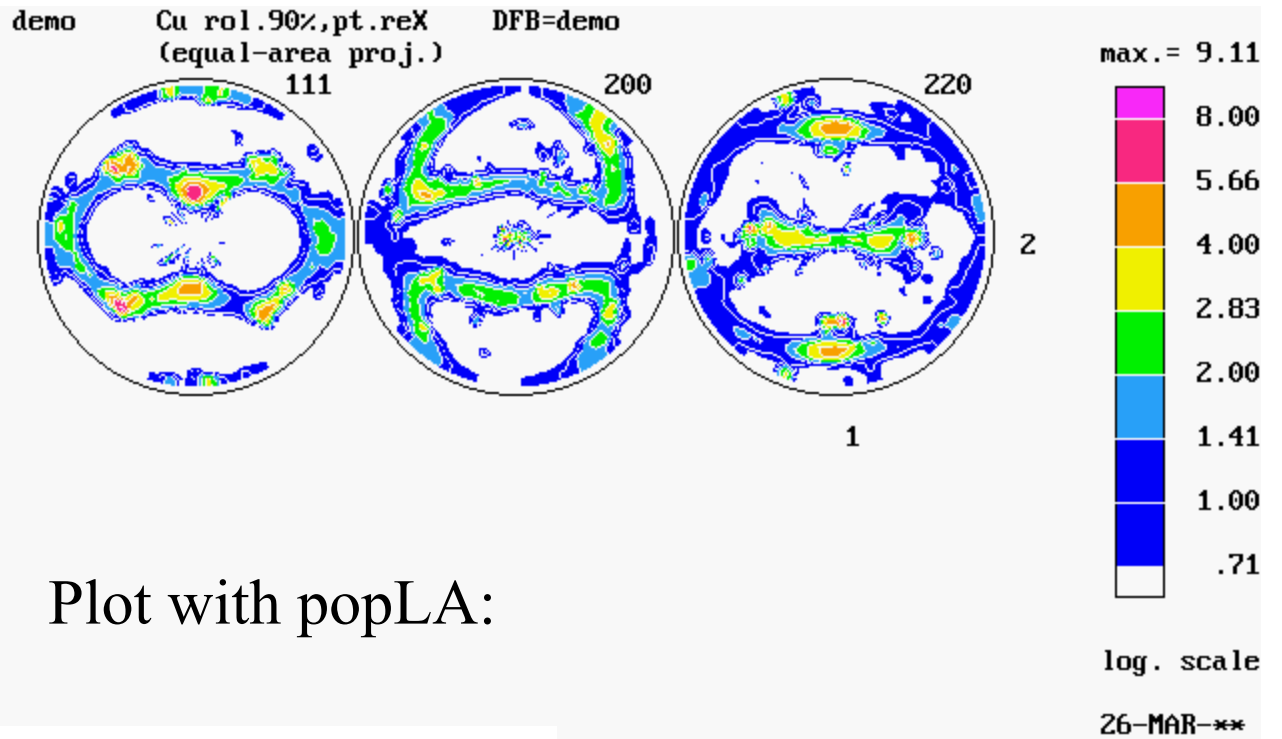 demo Cu rol.90%,pt.reX DFB=demo
(equal-area proj.)
111 200 220
max.= 9.11
8.00
5.66
4.00
2.83
2.00
1.41
1.00
.71
2
1
Plot with popLA:
log. scale
26-MAR-**